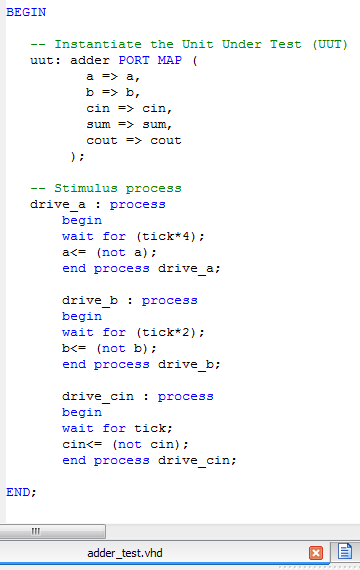 BEGIN
-- Instantiate the Unit Under Test (UUT)
uut: adder PORT MAP (
a => a,
b => b,
cin => cin,
sum => sum,
cout => cout
);
-- Stimulus process
drive_a : process
begin
wait for (tick*4);
a<= (not a);
end process drive_a;
drive_b : process
begin
wait for (tick*2);
b<= (not b);
end process drive_b;
drive_cin : process
begin
wait for tick;
cin<= (not cin);
end process drive_cin;
END;
adder_test.vhd